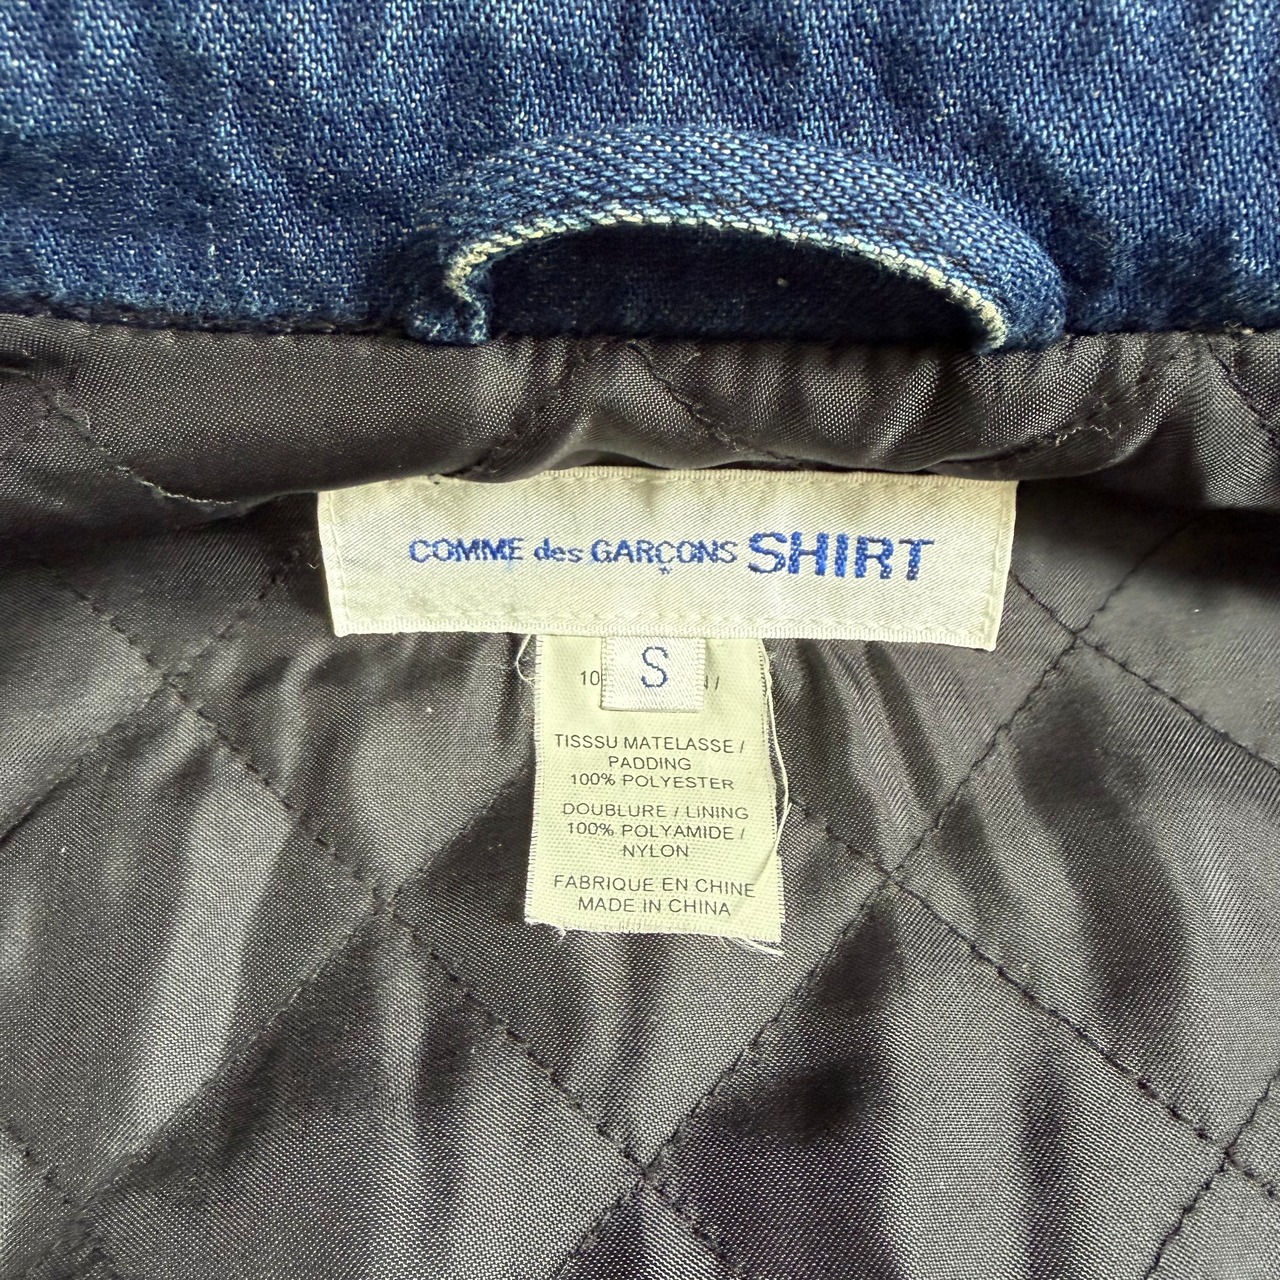 COMME des GARÇONS SHIRT
S
TISSSU MATELASSE /
PADDING
100% POLYESTER
DOUBLURE / LINING
100% POLYAMIDE /
NYLON
FABRIQUE EN CHINE
MADE IN CHINA